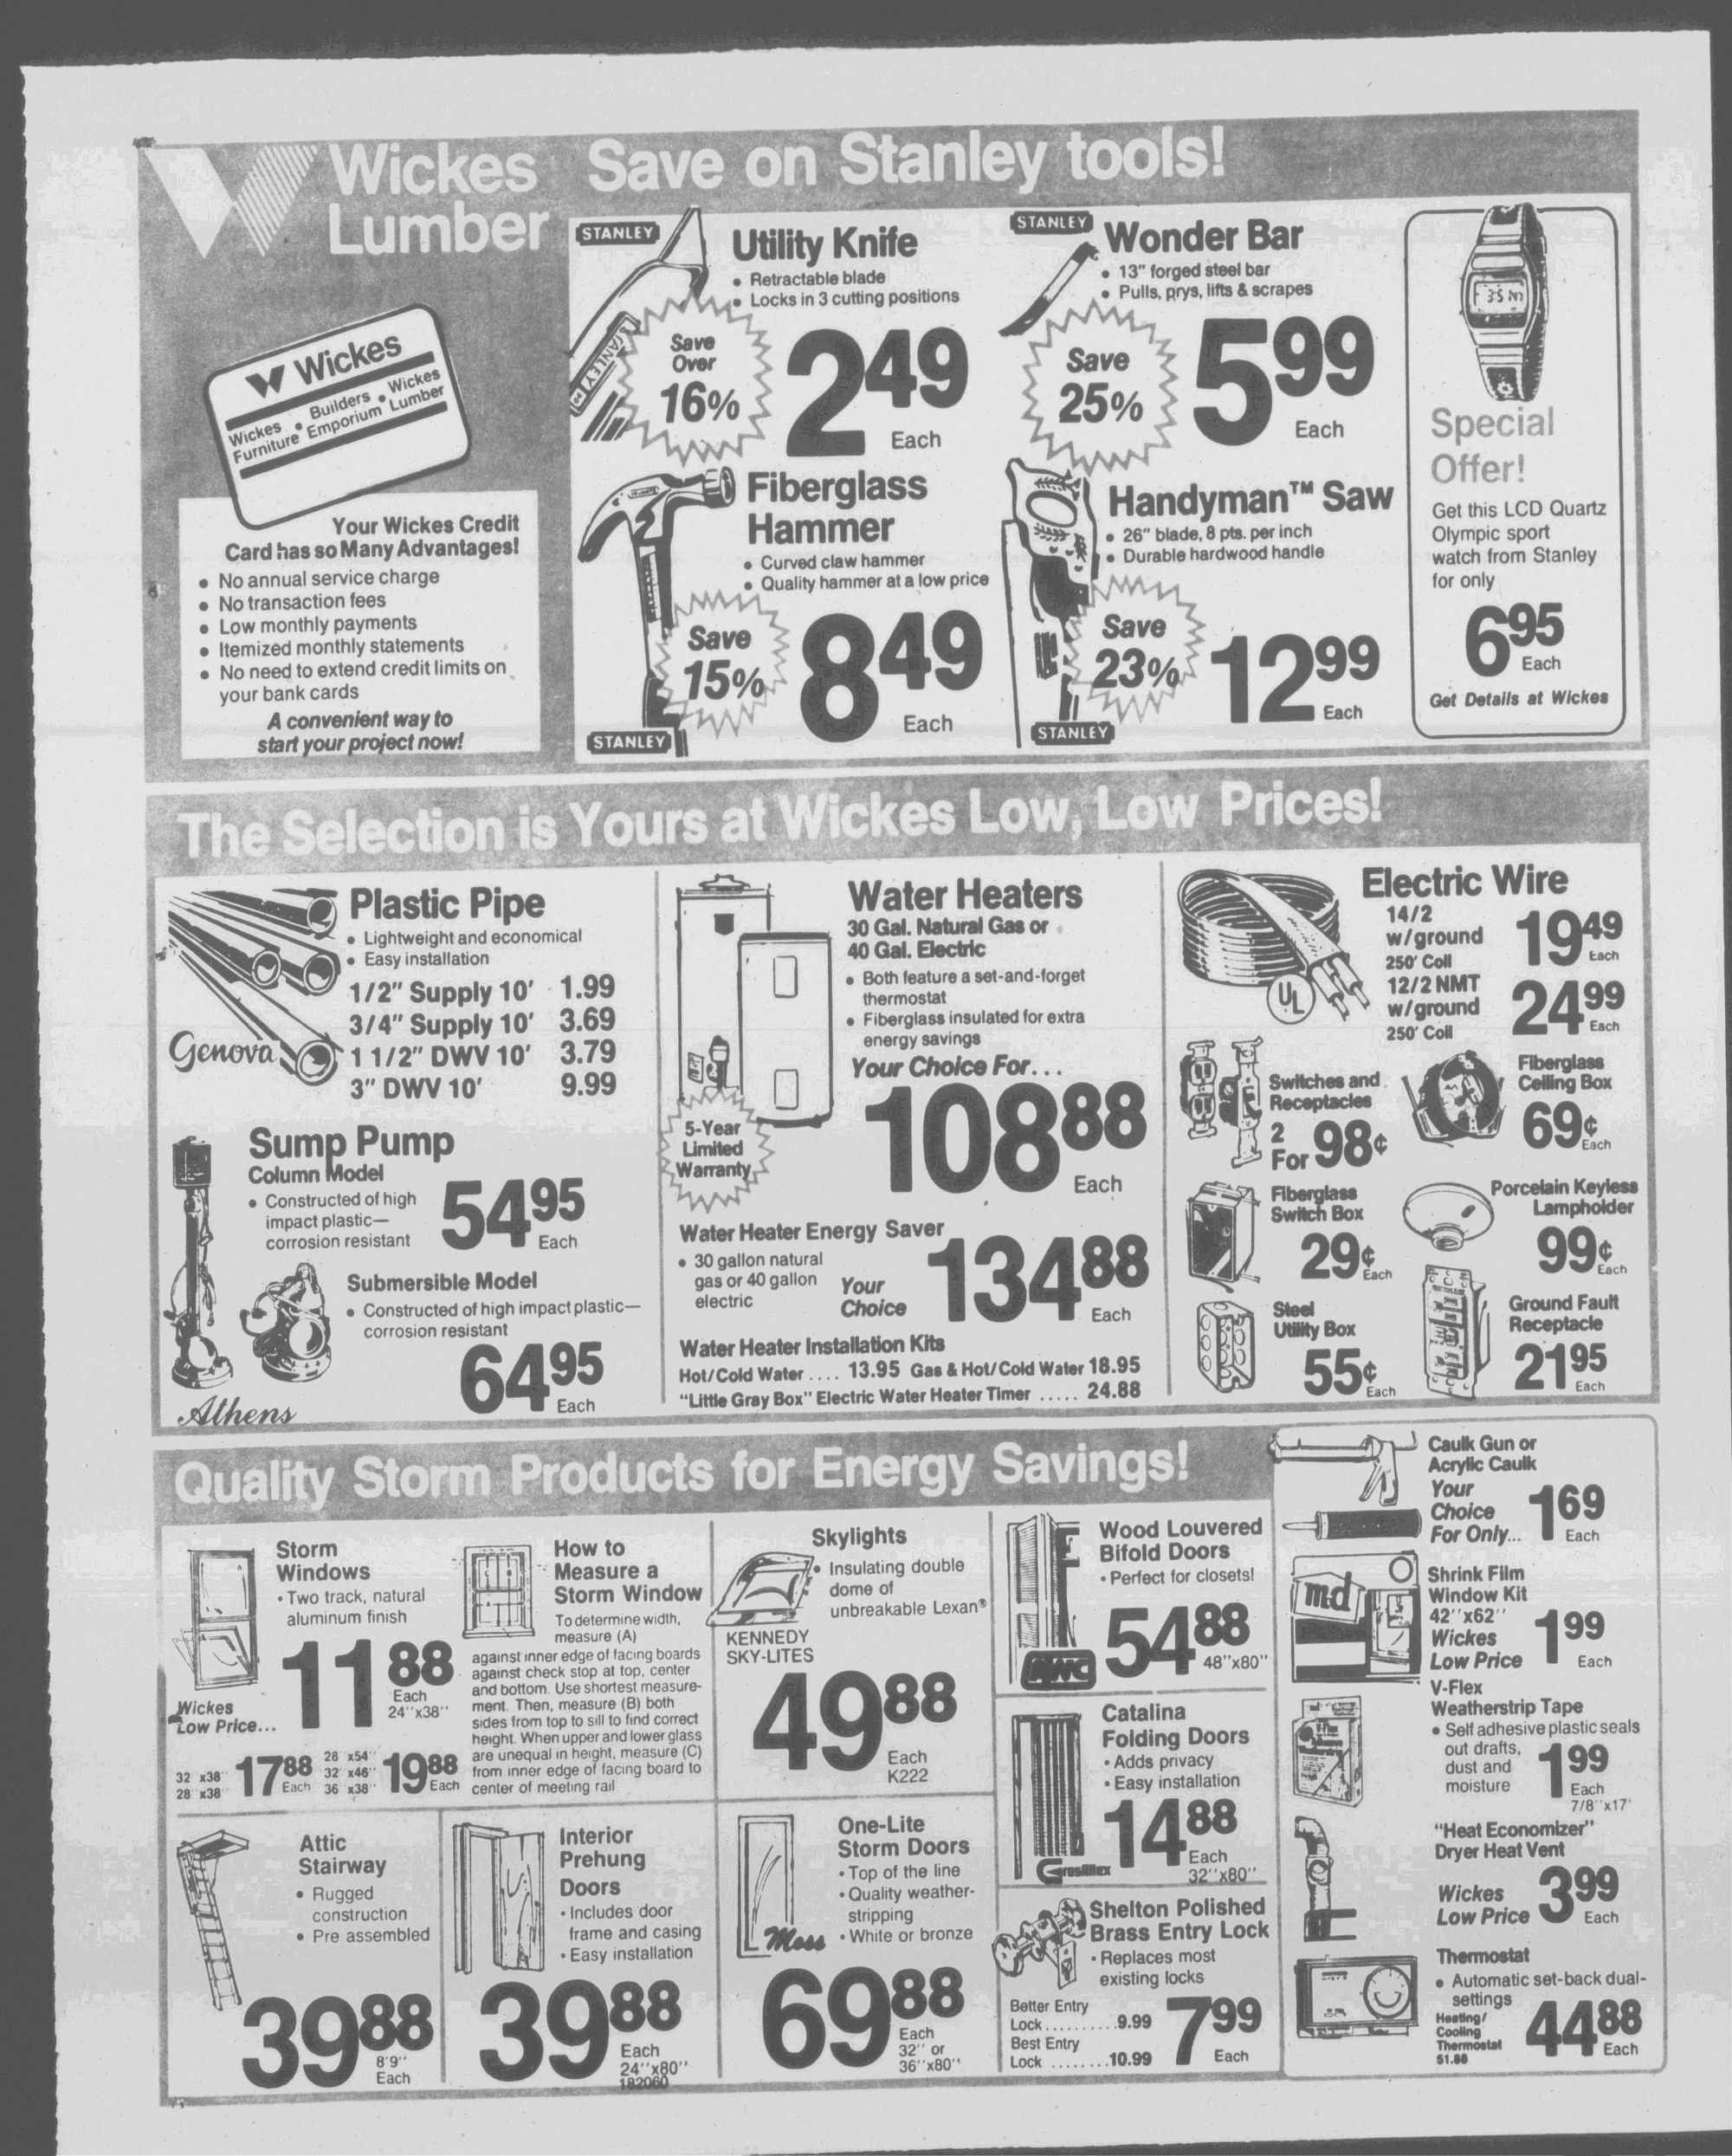 Wickes
Lumber
Save on Stanley tools!
Wickes
Wickes • Builders • Wickes
Furniture Emporium Lumber
Your Wickes Credit
Card has so Many Advantages!
• No annual service charge
• No transaction fees
• Low monthly payments
• Itemized monthly statements
• No need to extend credit limits on
your bank cards
A convenient way to
start your project now!
STANLEY
Utility Knife
• Retractable blade
• Locks in 3 cutting positions
STANLEY
Save
Over
16%
2 49
Each
STANLEY
Wonder Bar
• 13" forged steel bar
• Pulls, prys, lifts & scrapes
Save
25%
5 99
Each
Fiberglass
Hammer
• Curved claw hammer
• Quality hammer at a low price
Save
15%
8 49
Each
STANLEY
Handyman™ Saw
• 26" blade, 8 pts. per inch
• Durable hardwood handle
Save
23%
12 99
Each
STANLEY
Special
Offer!
Get this LCD Quartz
Olympic sport
watch from Stanley
for only
6 95
Each
Get Details at Wickes
The Selection is Yours at Wickes Low, Low Prices!
Plastic Pipe
• Lightweight and economical
• Easy installation
1/2" Supply 10' 1.99
3/4" Supply 10' 3.69
1 1/2" DWV 10' 3.79
3" DWV 10' 9.99
Genova
Sump Pump
Column Model
• Constructed of high
impact plastic—
corrosion resistant
54 95
Each
Submersible Model
• Constructed of high impact plastic—
corrosion resistant
64 95
Each
Athens
Water Heaters
30 Gal. Natural Gas or
40 Gal. Electric
• Both feature a set-and-forget
thermostat
• Fiberglass insulated for extra
energy savings
Your Choice For...
108 88
Each
5-Year
Limited
Warranty
Water Heater Energy Saver
• 30 gallon natural
gas or 40 gallon
electric
Your
Choice
134 88
Each
Water Heater Installation Kits
Hot/Cold Water .... 13.95 Gas & Hot/Cold Water 18.95
"Little Gray Box" Electric Water Heater Timer ..... 24.88
Electric Wire
14/2
w/ground
250' Coil
19 49
Each
12/2 NMT
w/ground
250' Coil
24 99
Each
UL
Switches and
Receptacles
2
For 98¢
Fiberglass
Ceiling Box
69¢
Each
Fiberglass
Switch Box
29¢
Each
Porcelain Keyless
Lampholder
99¢
Each
Steel
Utility Box
55¢
Each
Ground Fault
Receptacle
21 95
Each
Quality Storm Products for Energy Savings!
Storm
Windows
• Two track, natural
aluminum finish
11 88
Each
24"x38"
Wickes
Low Price...
32 x38"
28 x38"
17 88
Each
28 x54"
32 x46"
36 x38"
19 88
Each
How to
Measure a
Storm Window
To determine width,
measure (A)
against inner edge of facing boards
against check stop at top, center
and bottom. Use shortest measure-
ment. Then, measure (B) both
sides from top to sill to find correct
height. When upper and lower glass
are unequal in height, measure (C)
from inner edge of facing board to
center of meeting rail
Skylights
• Insulating double
dome of
unbreakable Lexan®
KENNEDY
SKY-LITES
49 88
Each
K222
Wood Louvered
Bifold Doors
• Perfect for closets!
AWC
54 88
48"x80"
Catalina
Folding Doors
• Adds privacy
• Easy installation
14 88
Each
32"x80"
Grosfillex
Attic
Stairway
• Rugged
construction
• Pre assembled
39 88
8'9"
Each
Interior
Prehung
Doors
• Includes door
frame and casing
• Easy installation
39 88
Each
24"x80"
182060
One-Lite
Storm Doors
• Top of the line
• Quality weather-
stripping
• White or bronze
Moss
69 88
Each
32" or
36"x80"
Shelton Polished
Brass Entry Lock
• Replaces most
existing locks
Better Entry
Lock..........9.99
Best Entry
Lock ........10.99
7 99
Each
Caulk Gun or
Acrylic Caulk
Your
Choice
For Only...
1 69
Each
md
Shrink Film
Window Kit
42"x62"
Wickes
Low Price
1 99
Each
V-Flex
Weatherstrip Tape
• Self adhesive plastic seals
out drafts,
dust and
moisture
1 99
Each
7/8"x17'
"Heat Economizer"
Dryer Heat Vent
Wickes
Low Price
3 99
Each
Thermostat
• Automatic set-back dual-
settings
Heating/
Cooling
Thermostat
51.88
44 88
Each